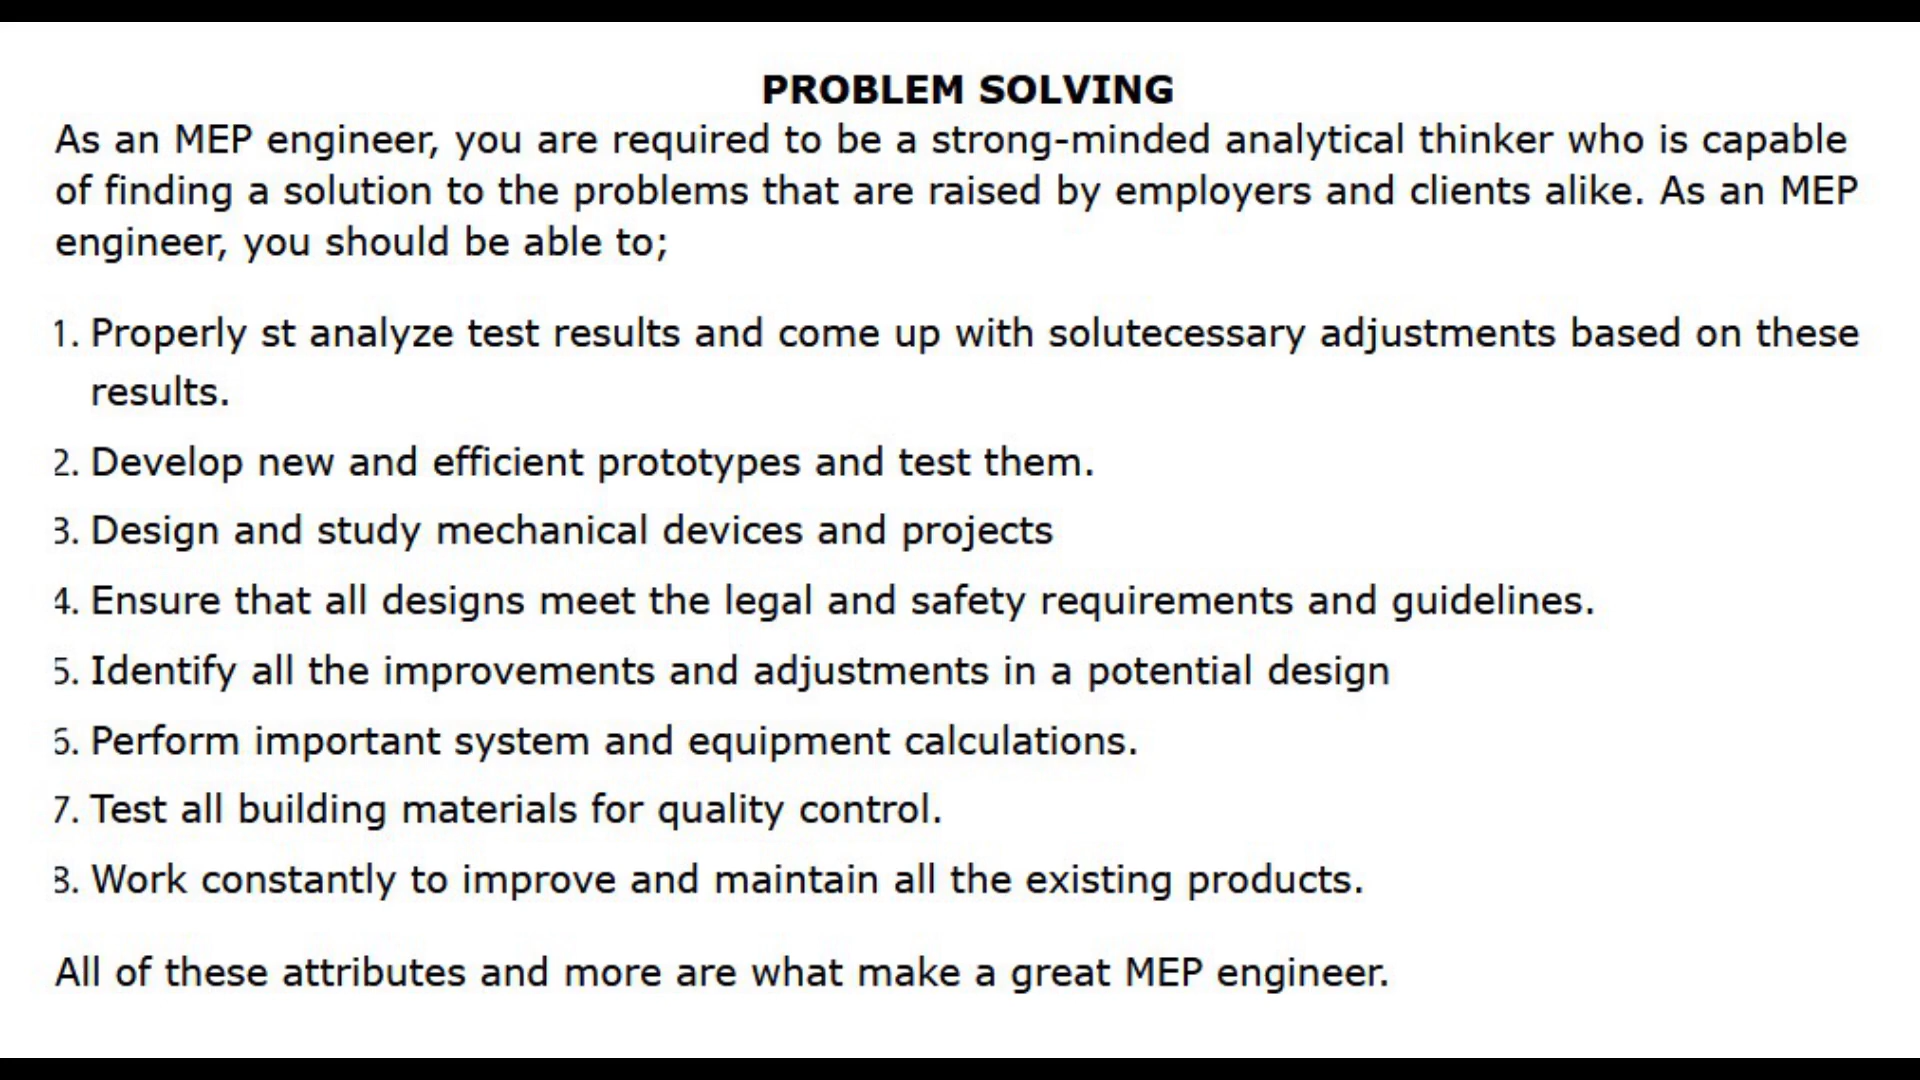 PROBLEM SOLVING
As an MEP engineer, you are required to be a strong-minded analytical thinker who is capable
of finding a solution to the problems that are raised by employers and clients alike. As an MEP
engineer, you should be able to;
1. Properly st analyze test results and come up with solutecessary adjustments based on these
results.
2. Develop new and efficient prototypes and test them.
3. Design and study mechanical devices and projects
4. Ensure that all designs meet the legal and safety requirements and guidelines.
5. Identify all the improvements and adjustments in a potential design
6. Perform important system and equipment calculations.
7. Test all building materials for quality control.
8. Work constantly to improve and maintain all the existing products.
All of these attributes and more are what make a great MEP engineer.